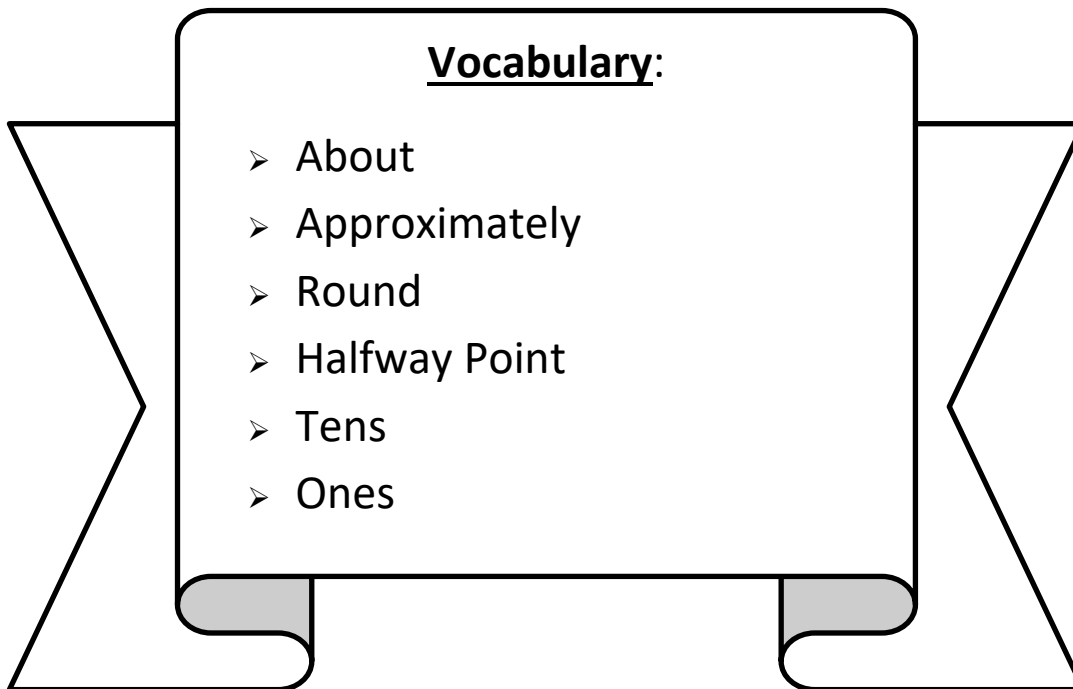 Vocabulary:
➢ About
➢ Approximately
➢ Round
➢ Halfway Point
➢ Tens
➢ Ones